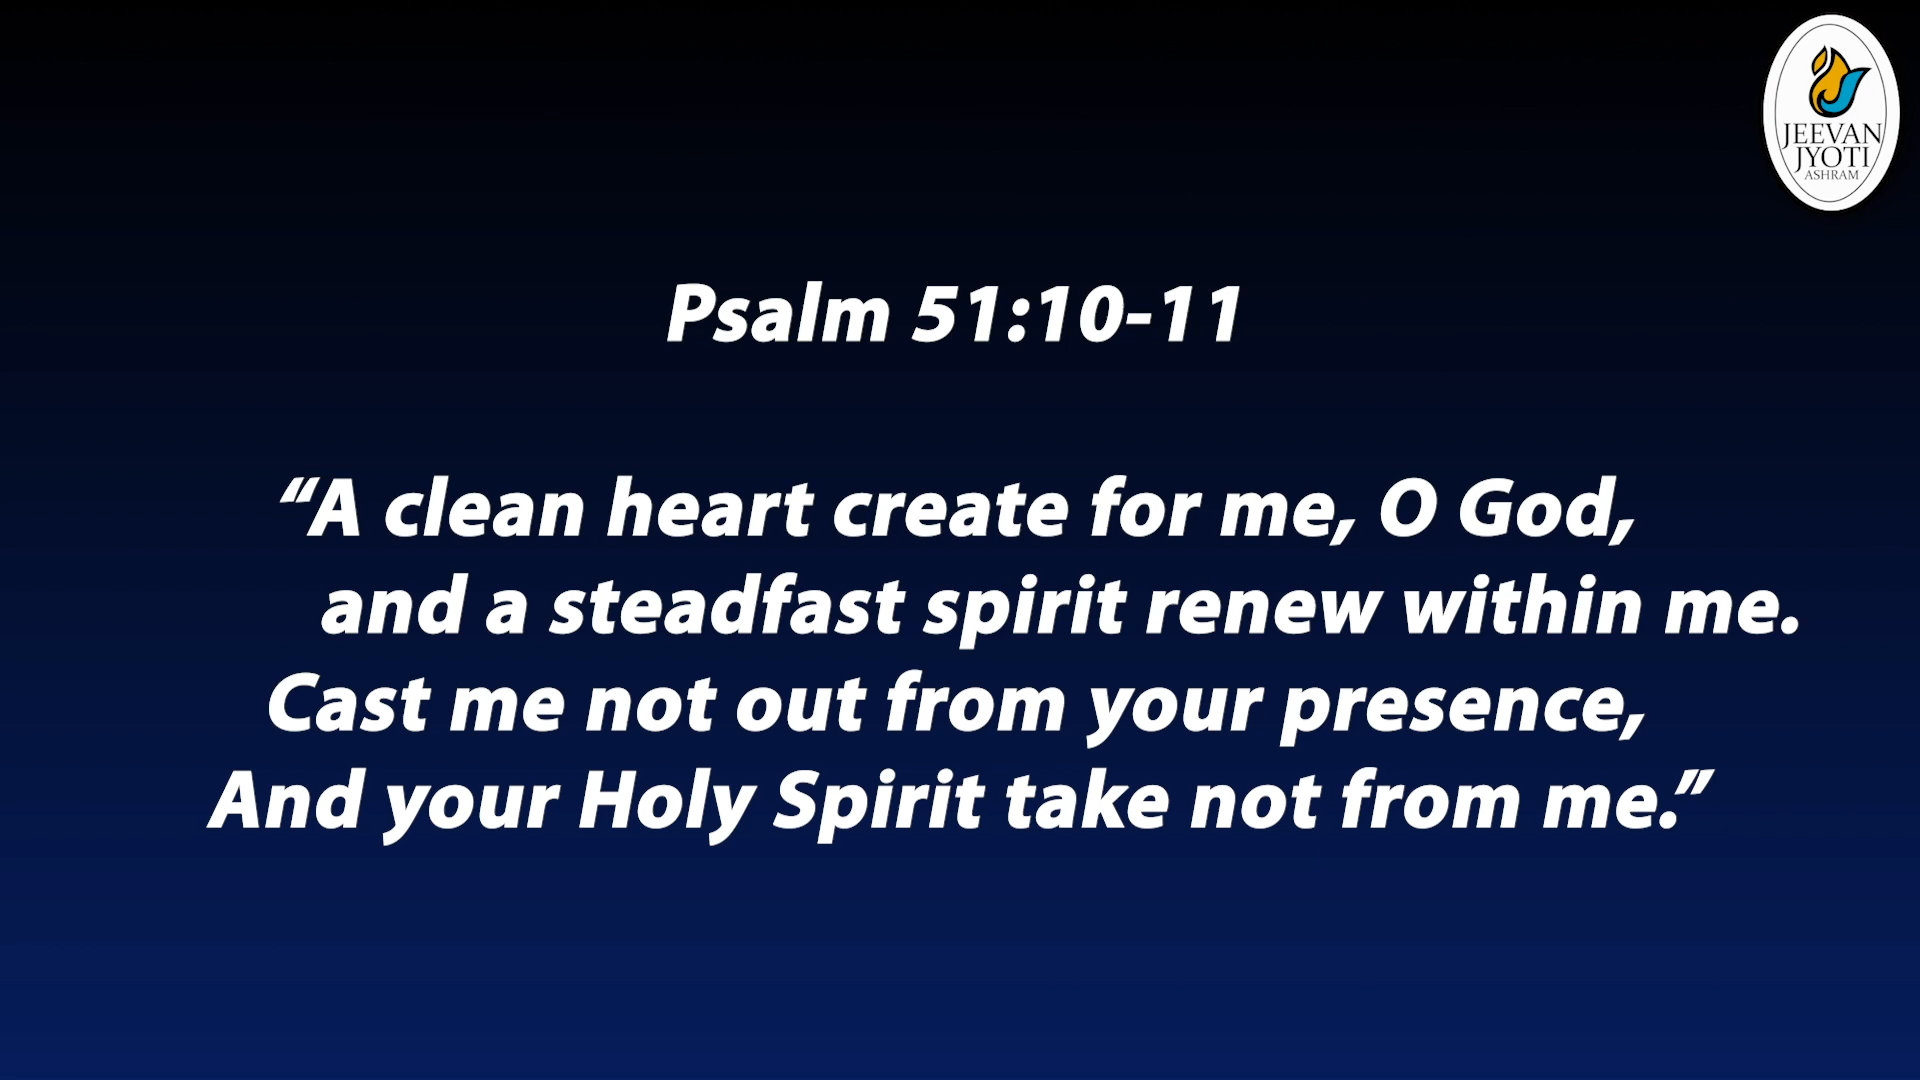 JEEVAN
JYOTI
ASHRAM
Psalm 51:10-11
“A clean heart create for me, O God,
and a steadfast spirit renew within me.
Cast me not out from your presence,
And your Holy Spirit take not from me.”